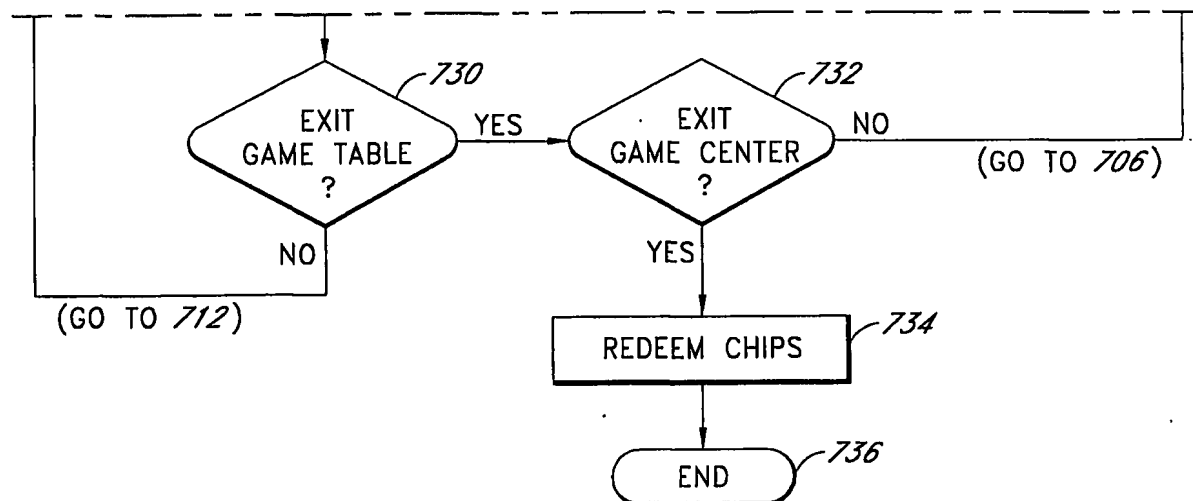 730
EXIT
GAME TABLE
?
YES
NO
(GO TO 712)
732
EXIT
GAME CENTER
?
NO
(GO TO 706)
YES
734
REDEEM CHIPS
736
END